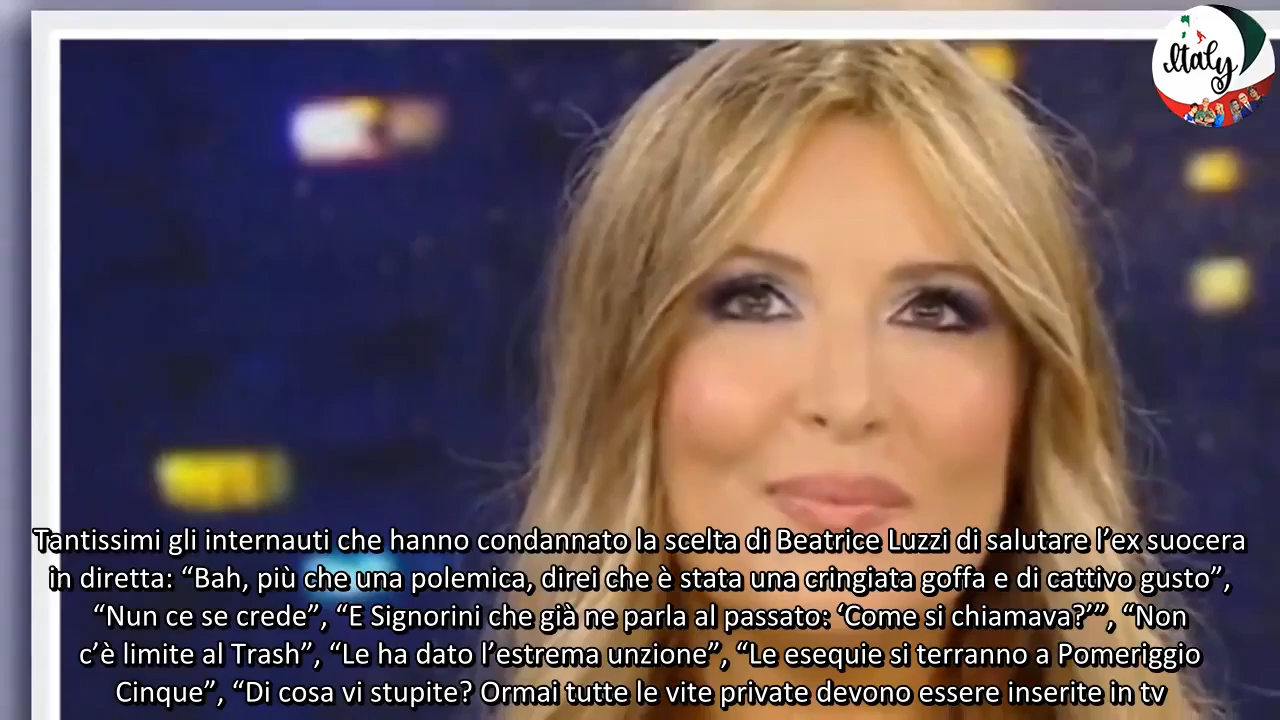 Italy
Tantissimi gli internauti che hanno condannato la scelta di Beatrice Luzzi di salutare l’ex suocera
in diretta: “Bah, più che una polemica, direi che è stata una cringiata goffa e di cattivo gusto”,
“Nun ce se crede”, “E Signorini che già ne parla al passato: ‘Come si chiamava?’”, “Non
c’è limite al Trash”, “Le ha dato l’estrema unzione”, “Le esequie si terranno a Pomeriggio
Cinque”, “Di cosa vi stupite? Ormai tutte le vite private devono essere inserite in tv